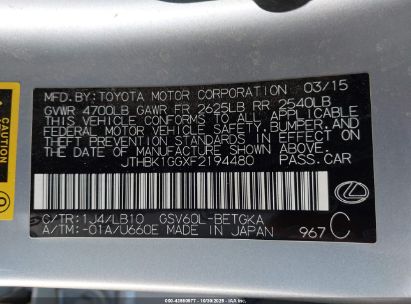 MFD.BY:TOYOTA MOTOR CORPORATION 03/15
GVWR 4700LB GAWR FR 2625LB RR 2540LB
THIS VEHICLE CONFORMS TO ALL APPLICABLE
FEDERAL MOTOR VEHICLE SAFETY,BUMPER,AND
THEFT PREVENTION STANDARDS IN EFFECT ON
THE DATE OF MANUFACTURE SHOWN ABOVE.
JTHBK1GGXF2194480 PASS.CAR
C/TR:1J4/LB10 GSV60L-BETGKA
A/TM:-01A/U660E MADE IN JAPAN
967 C
CAUTION